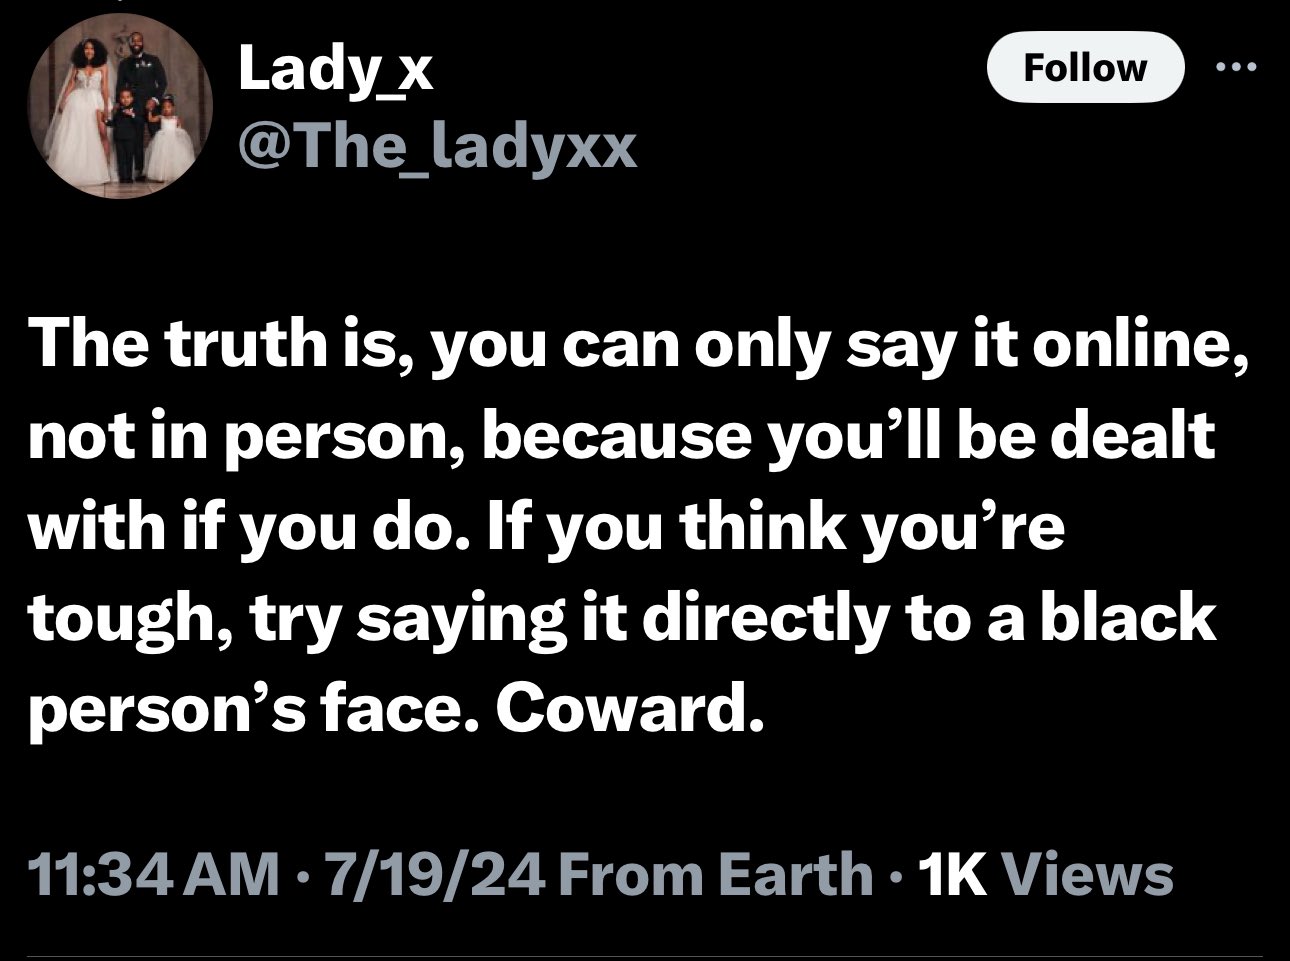 Lady_x
Follow
@The_ladyxx
The truth is, you can only say it online,
not in person, because you’ll be dealt
with if you do. If you think you’re
tough, try saying it directly to a black
person’s face. Coward.
11:34 AM · 7/19/24 From Earth · 1K Views